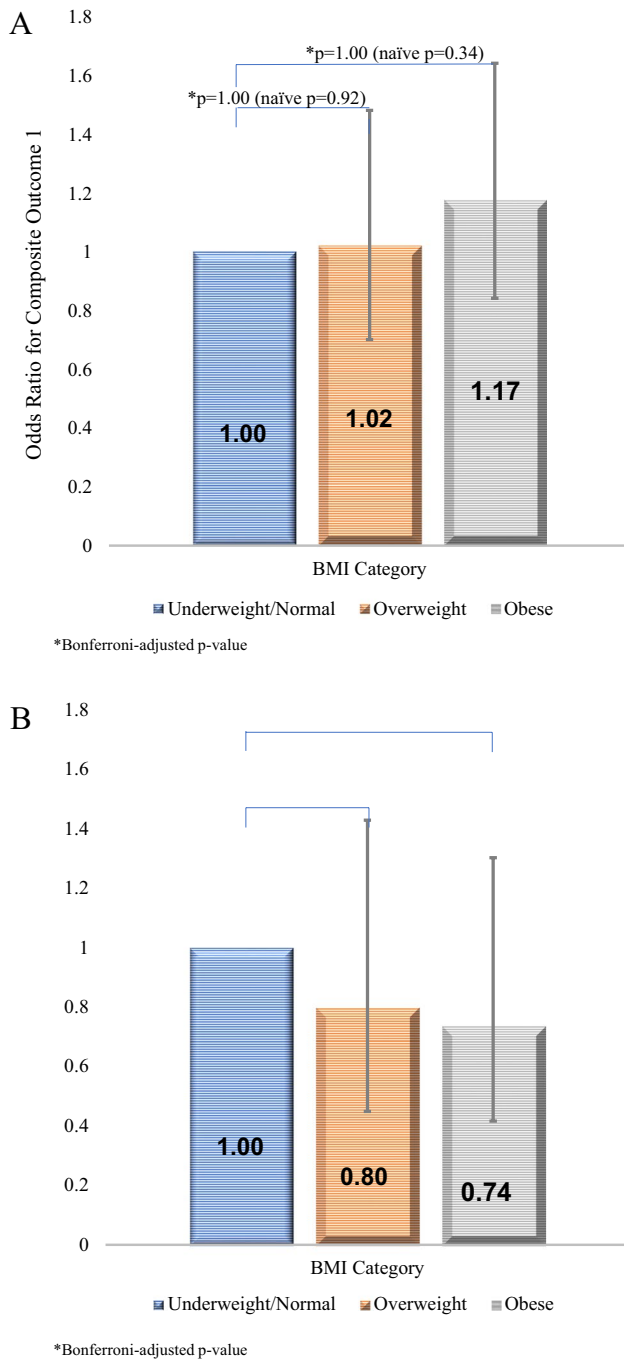 A
1.8
1.6
1.4
1.2
1
0.8
0.6
0.4
0.2
0
Odds Ratio for Composite Outcome 1
*p=1.00 (naïve p=0.34)
*p=1.00 (naïve p=0.92)
1.00
1.02
1.17
BMI Category
Underweight/Normal Overweight Obese
*Bonferroni-adjusted p-value
B
1.8
1.6
1.4
1.2
1
0.8
0.6
0.4
0.2
0
1.00
0.80
0.74
BMI Category
Underweight/Normal Overweight Obese
*Bonferroni-adjusted p-value